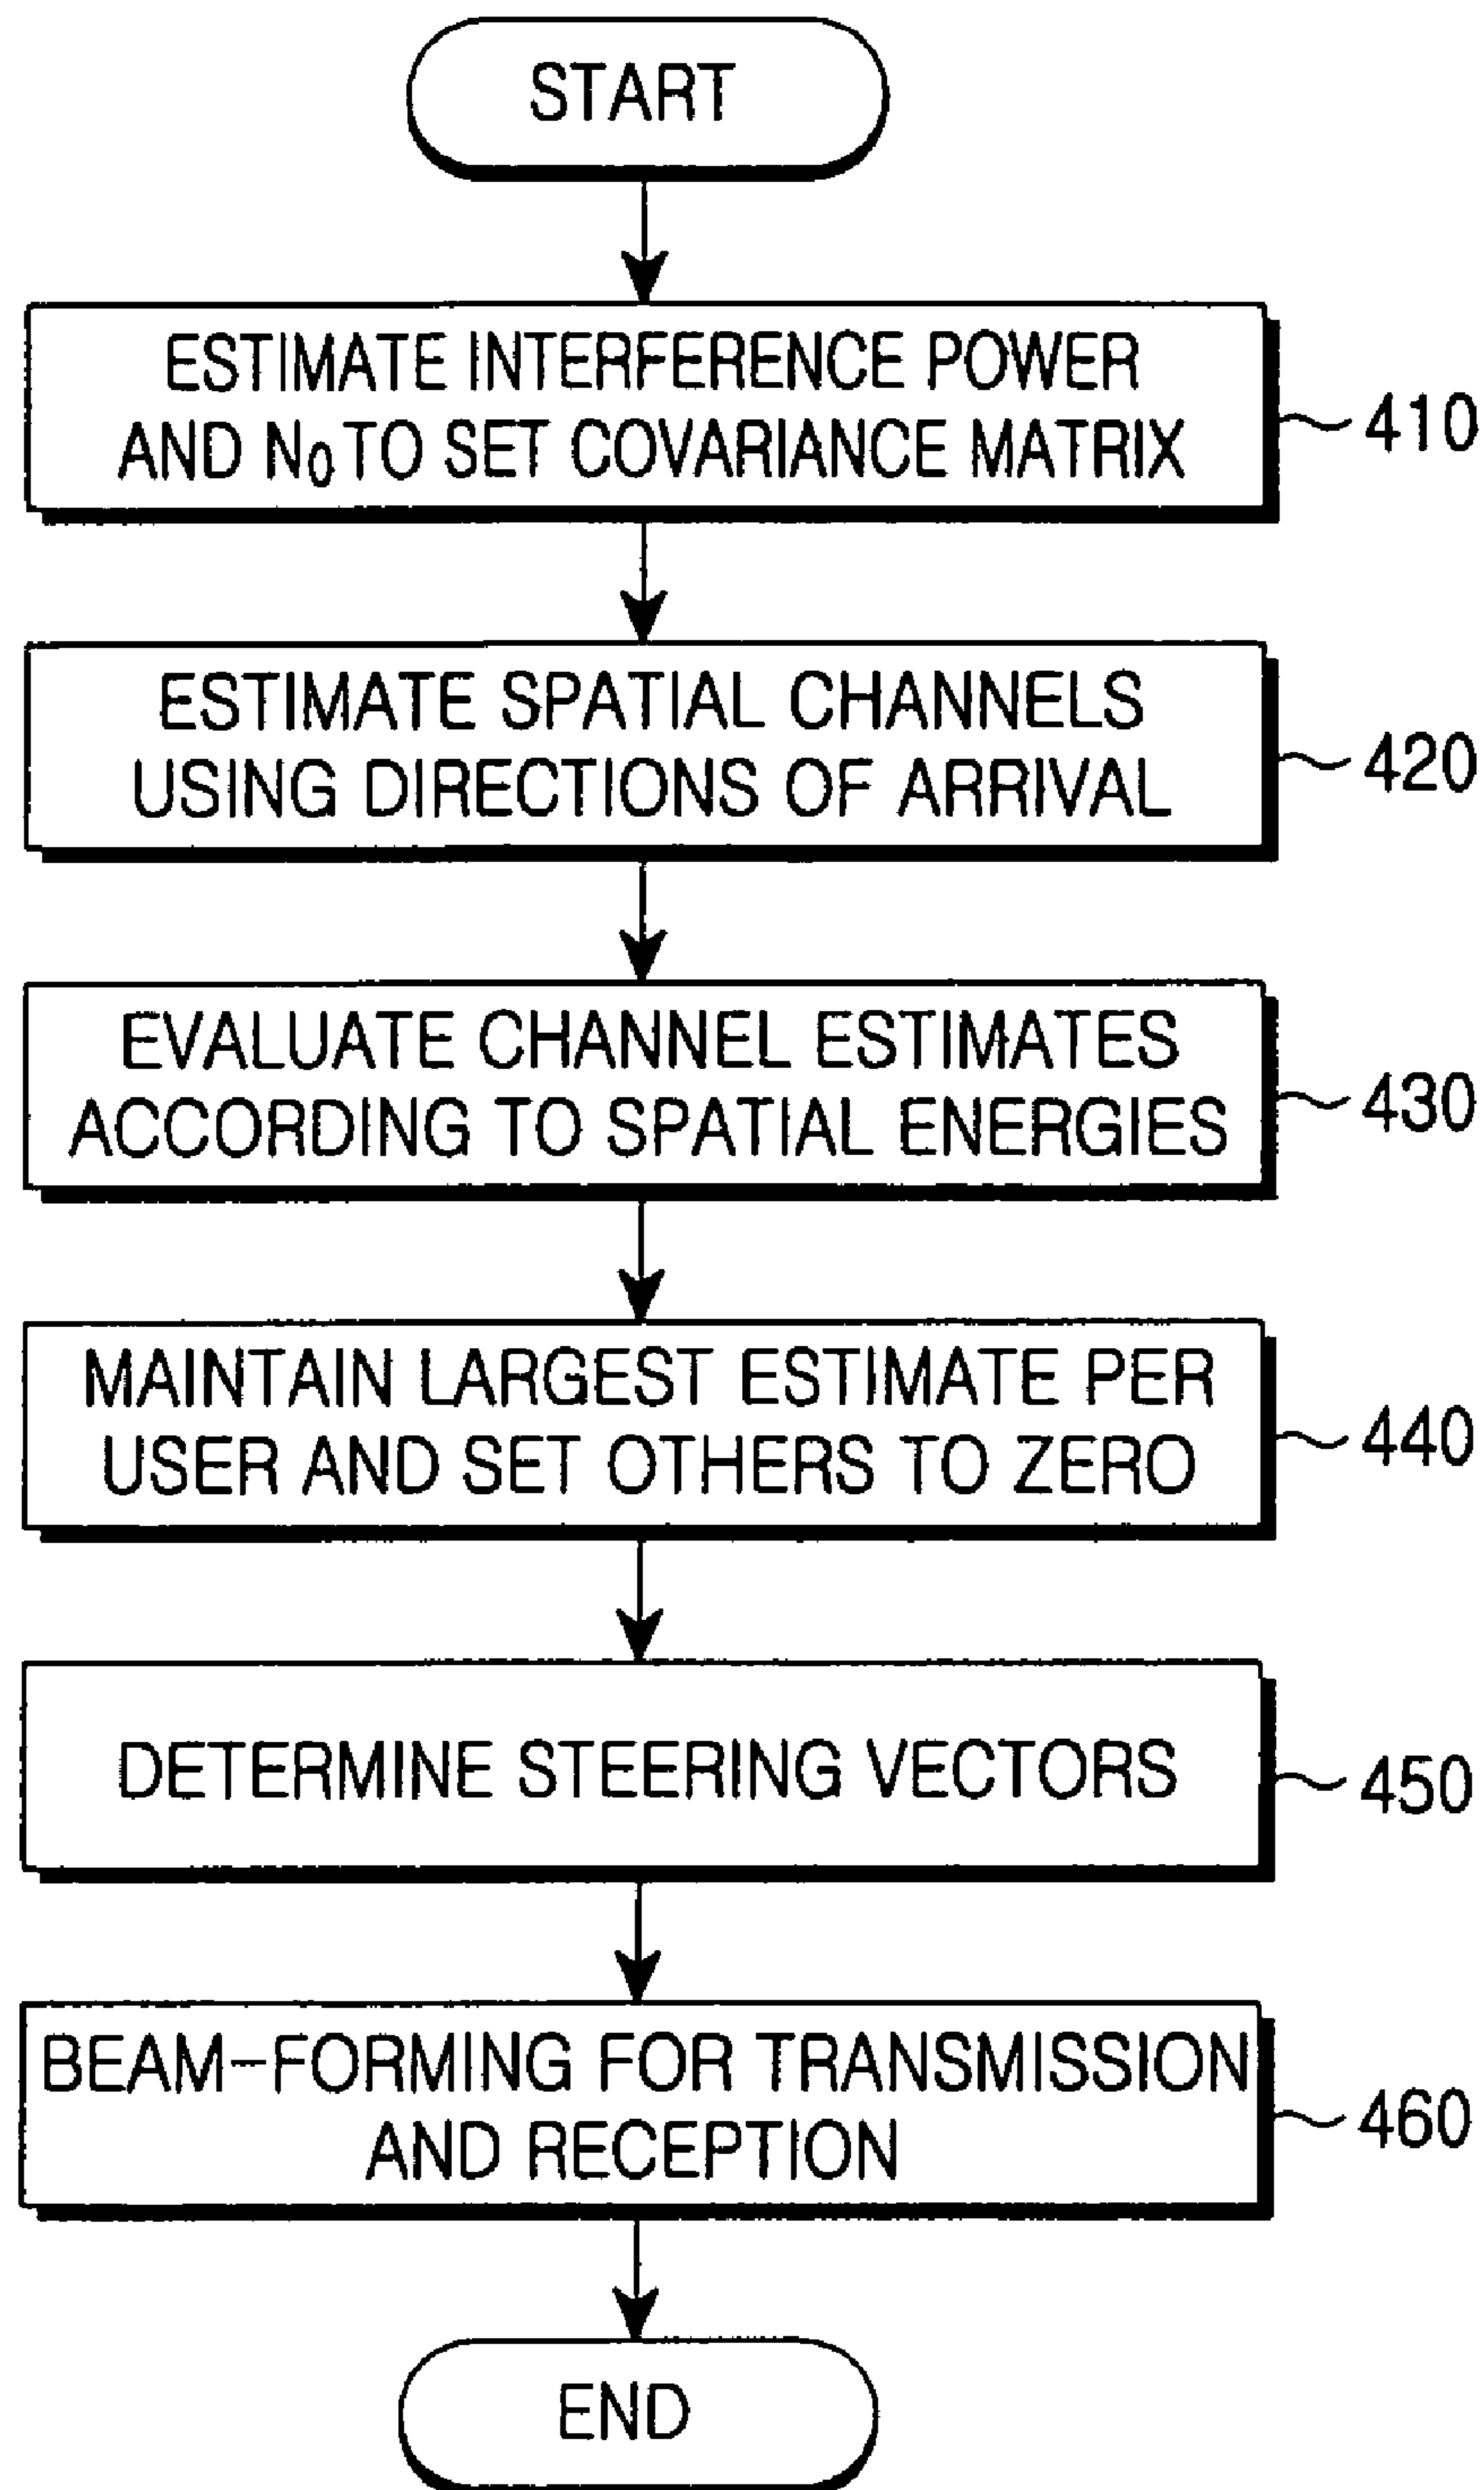 START
ESTIMATE INTERFERENCE POWER
AND N₀ TO SET COVARIANCE MATRIX
410
ESTIMATE SPATIAL CHANNELS
USING DIRECTIONS OF ARRIVAL
420
EVALUATE CHANNEL ESTIMATES
ACCORDING TO SPATIAL ENERGIES
430
MAINTAIN LARGEST ESTIMATE PER
USER AND SET OTHERS TO ZERO
440
DETERMINE STEERING VECTORS
450
BEAM-FORMING FOR TRANSMISSION
AND RECEPTION
460
END